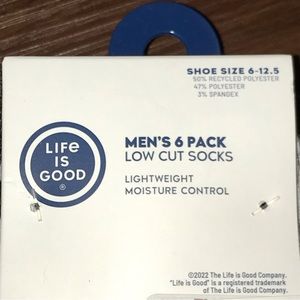 SHOE SIZE 6-12.5
50% RECYCLED POLYESTER
47% POLYESTER
3% SPANDEX
LIFE
IS
GOOD
®
MEN'S 6 PACK
LOW CUT SOCKS
LIGHTWEIGHT
MOISTURE CONTROL
©2022 The Life is Good Company.
"Life is Good" is a registered trademark
of The Life is Good Company.